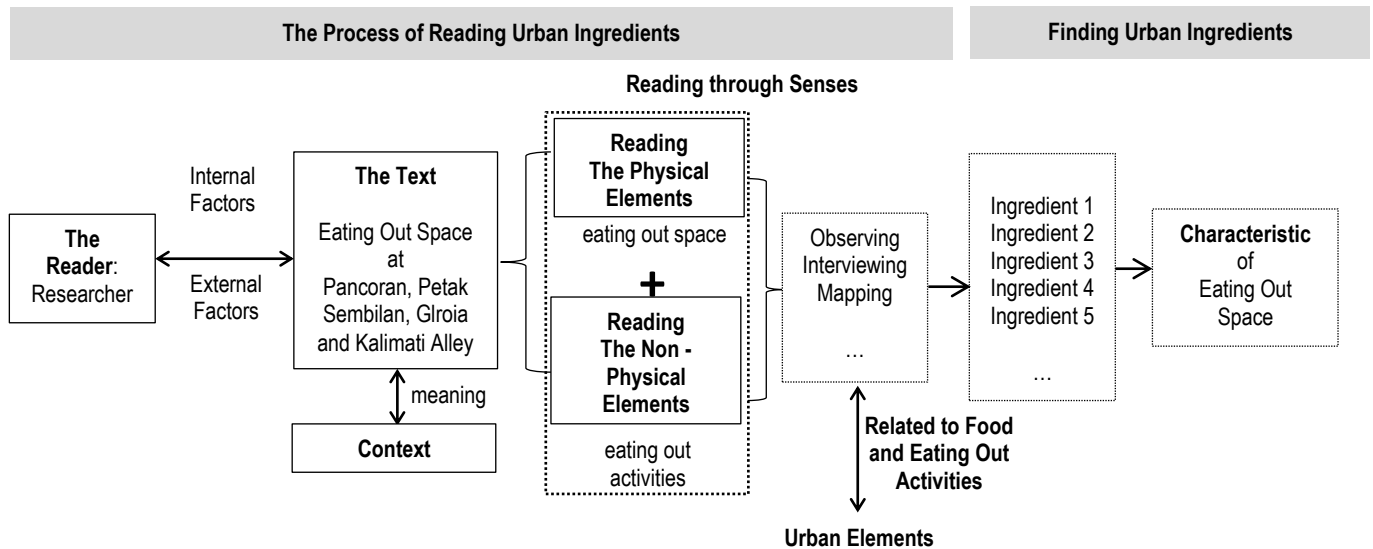 The Process of Reading Urban Ingredients
Finding Urban Ingredients
Reading through Senses
The
Reader:
Researcher
Internal
Factors
External
Factors
The Text
Eating Out Space
at
Pancoran, Petak
Sembilan, Glroia
and Kalimati Alley
meaning
Context
Reading
The Physical
Elements
eating out space
+
Reading
The Non -
Physical
Elements
eating out
activities
Observing
Interviewing
Mapping
…
Related to Food
and Eating Out
Activities
Urban Elements
Ingredient 1
Ingredient 2
Ingredient 3
Ingredient 4
Ingredient 5
…
Characteristic
of
Eating Out
Space